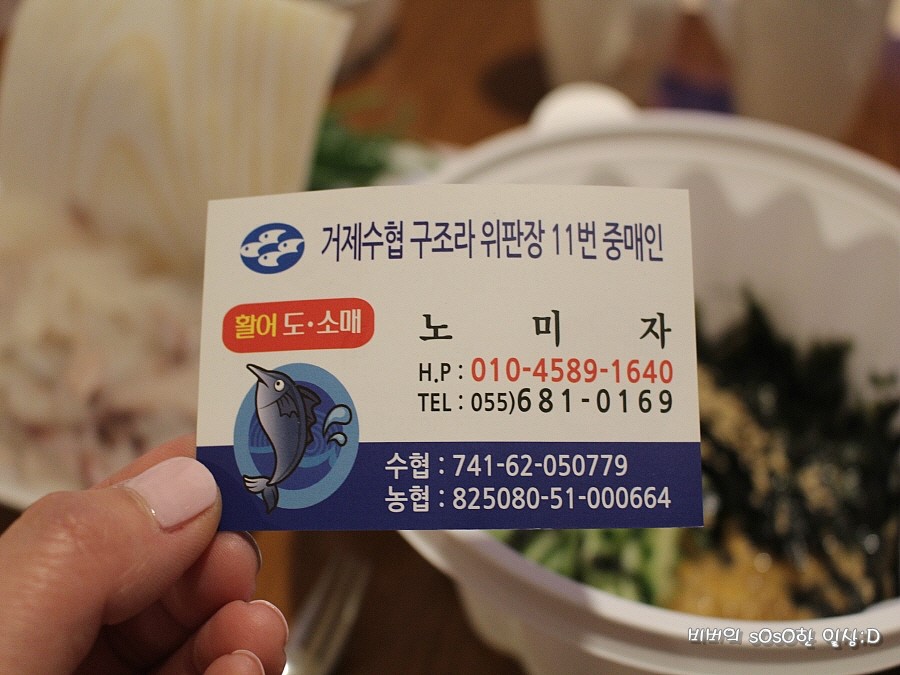 거제수협 구조라 위판장 11번 중매인
활어 도·소매
노 미 자
H.P : 010-4589-1640
TEL : 055)681-0169
수협 : 741-62-050779
농협 : 825080-51-000664
비버의 sOsO한 일상:D